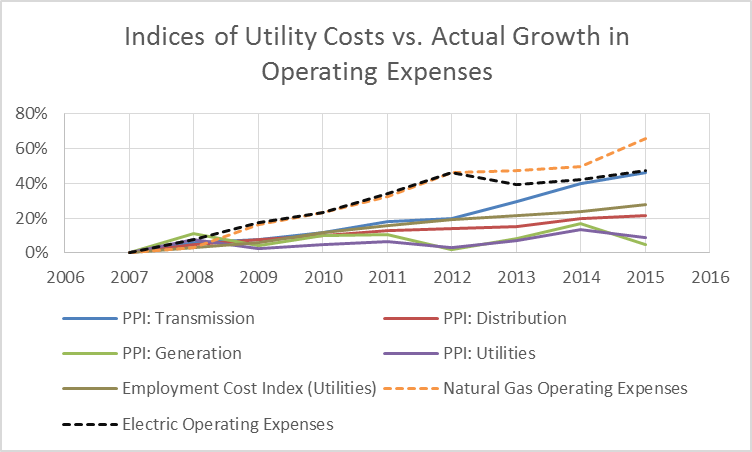 Indices of Utility Costs vs. Actual Growth in
Operating Expenses
80%
60%
40%
20%
0%
2006 2007 2008 2009 2010 2011 2012 2013 2014 2015 2016
PPI: Transmission PPI: Distribution
PPI: Generation PPI: Utilities
Employment Cost Index (Utilities) Natural Gas Operating Expenses
Electric Operating Expenses